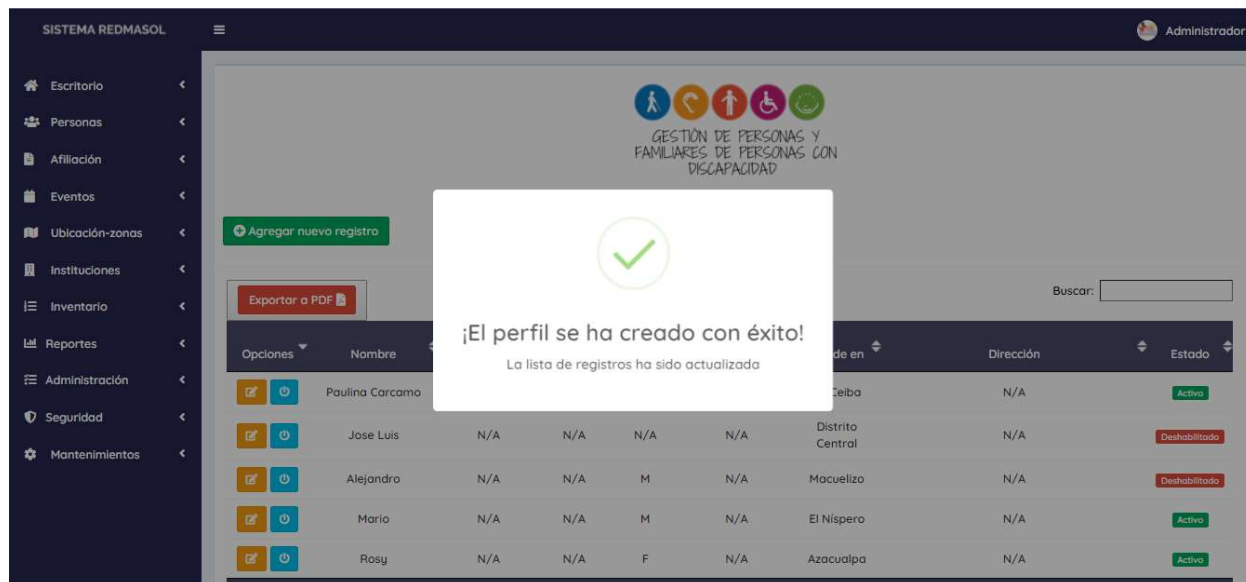 SISTEMA REDMASOL
Administrador
Escritorio
Personas
Afiliación
Eventos
Ubicación-zonas
Instituciones
Inventario
Reportes
Administración
Seguridad
Mantenimientos
GESTIÓN DE PERSONAS Y
FAMILIARES DE PERSONAS CON
DISCAPACIDAD
Agregar nuevo registro
Exportar a PDF
Buscar:
¡El perfil se ha creado con éxito!
La lista de registros ha sido actualizada
Opciones Nombre de en Dirección Estado
Paulina Carcamo Ceiba N/A Activo
Jose Luis N/A N/A N/A N/A Distrito Central N/A Deshabilitado
Alejandro N/A N/A M N/A Macuelizo N/A Deshabilitado
Mario N/A N/A M N/A El Níspero N/A Activo
Rosy N/A N/A F N/A Azacualpa N/A Activo